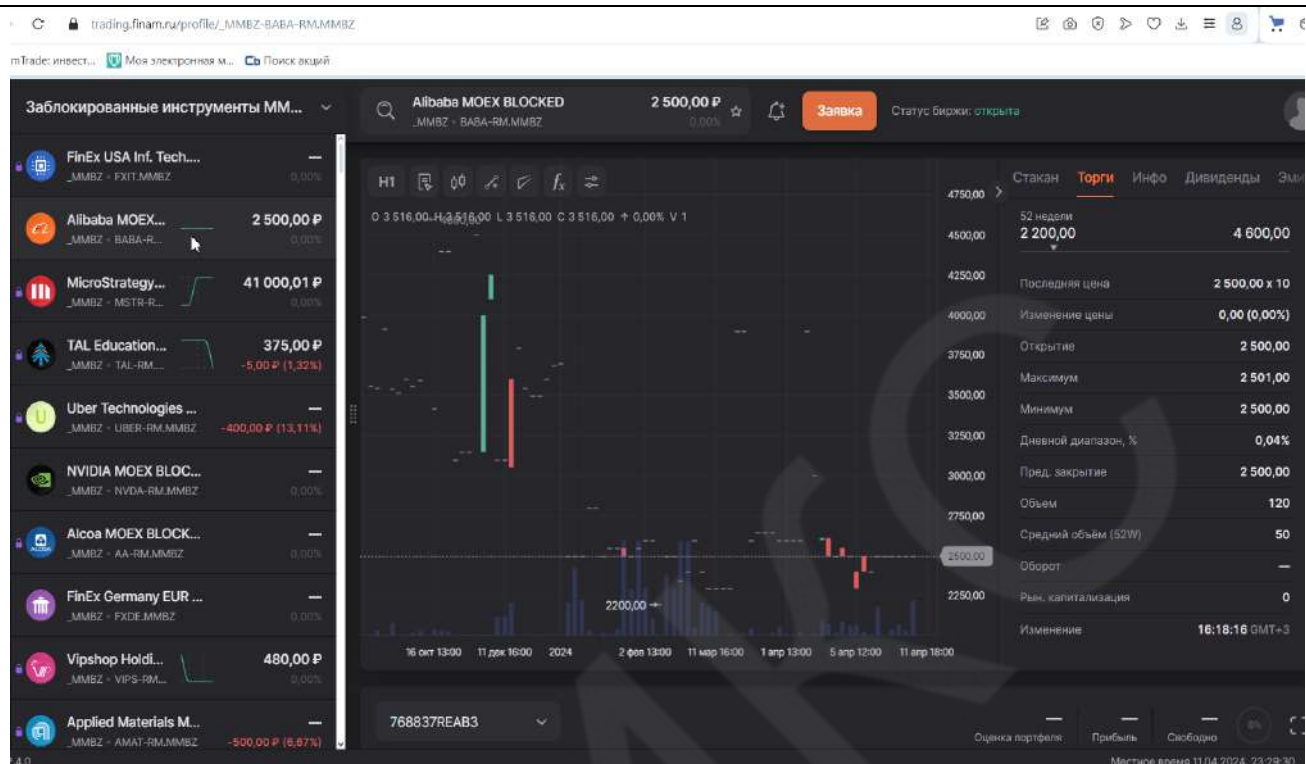 trading.finam.ru/profile/_MMBZ-BABA-RM.MMBZ
mTrade: инвест... Моя электронная м... Поиск акций
Заблокированные инструменты MM...
Alibaba MOEX BLOCKED 2 500,00 ₽
_MMBZ • BABA-RM.MMBZ 0,00%
Заявка
Статус биржи: открыта
FinEx USA Inf. Tech.... —
_MMBZ • FXIT.MMBZ 0,00%
Alibaba MOEX... 2 500,00 ₽
_MMBZ • BABA-R... 0,00%
MicroStrategy... 41 000,01 ₽
_MMBZ • MSTR-R... 0,00%
TAL Education... 375,00 ₽
_MMBZ • TAL-RM.... -5,00 ₽ (1,32%)
Uber Technologies ... —
_MMBZ • UBER-RM.MMBZ -400,00 ₽ (13,11%)
NVIDIA MOEX BLOC... —
_MMBZ • NVDA-RM.MMBZ 0,00%
Alcoa MOEX BLOCK... —
_MMBZ • AA-RM.MMBZ 0,00%
FinEx Germany EUR ... —
_MMBZ • FXDE.MMBZ 0,00%
Vipshop Holdi... 480,00 ₽
_MMBZ • VIPS-RM... 0,00%
Applied Materials M... —
_MMBZ • AMAT-RM.MMBZ -500,00 ₽ (6,67%)
H1 fx
O 3 516,00 H 3 516,00 L 3 516,00 C 3 516,00 0,00% V 1
4750,00
4500,00
4250,00
4000,00
3750,00
3500,00
3250,00
3000,00
2750,00
2500,00
2250,00
2200,00
16 окт 13:00 11 дек 16:00 2024 2 фев 13:00 11 мар 16:00 1 апр 13:00 5 апр 12:00 11 апр 18:00
Стакан Торги Инфо Дивиденды Эми
52 недели
2 200,00 4 600,00
Последняя цена 2 500,00 x 10
Изменение цены 0,00 (0,00%)
Открытие 2 500,00
Максимум 2 501,00
Минимум 2 500,00
Дневной диапазон, % 0,04%
Пред. закрытие 2 500,00
Объем 120
Средний объём (52W) 50
Оборот —
Рын. капитализация 0
Изменение 16:18:16 GMT+3
768837REAB3
— — — 0%
Оценка портфеля Прибыль Свободно
4.0
Местное время 11.04.2024, 23:29:30